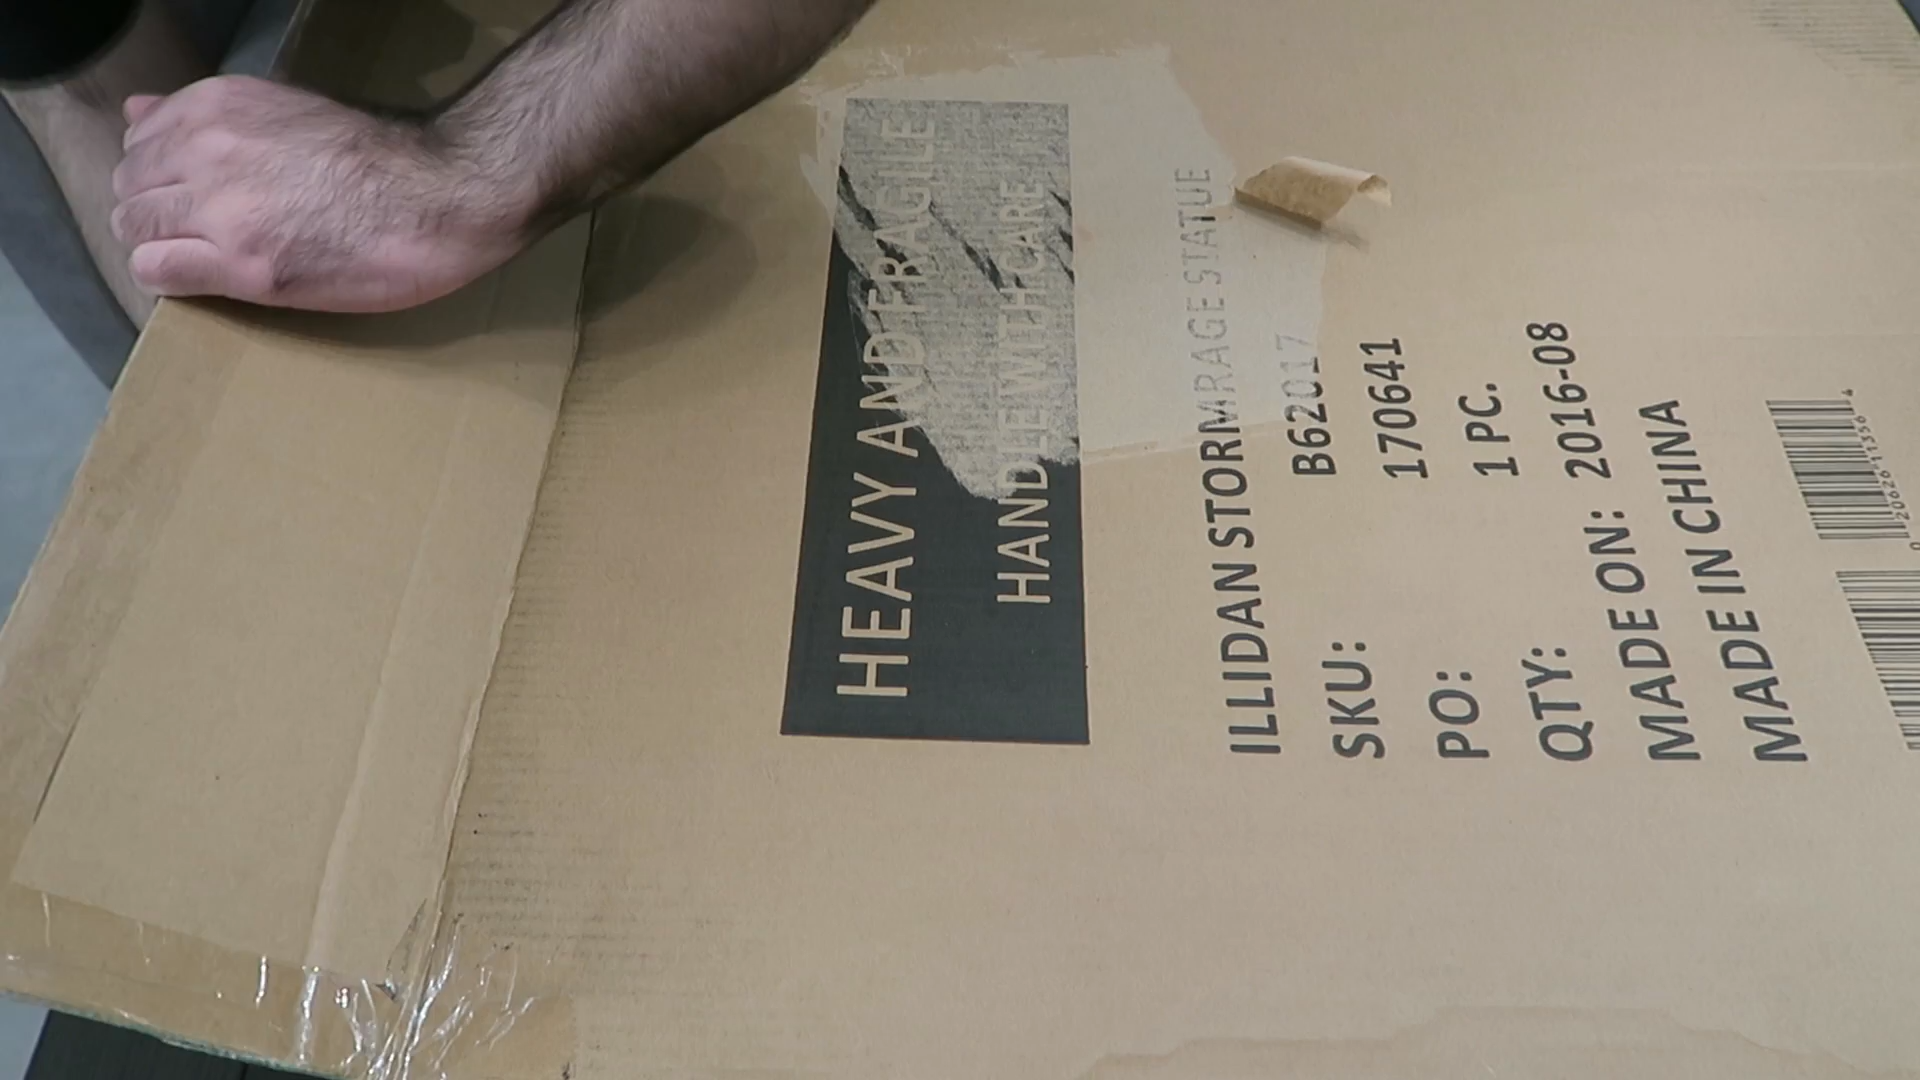 HEAVY AND FRAGILE
HANDLE WITH CARE
ILLIDAN STORMRAGE STATUE
SKU: B62017
PO: 170641
QTY: 1 PC.
MADE ON: 2016-08
MADE IN CHINA